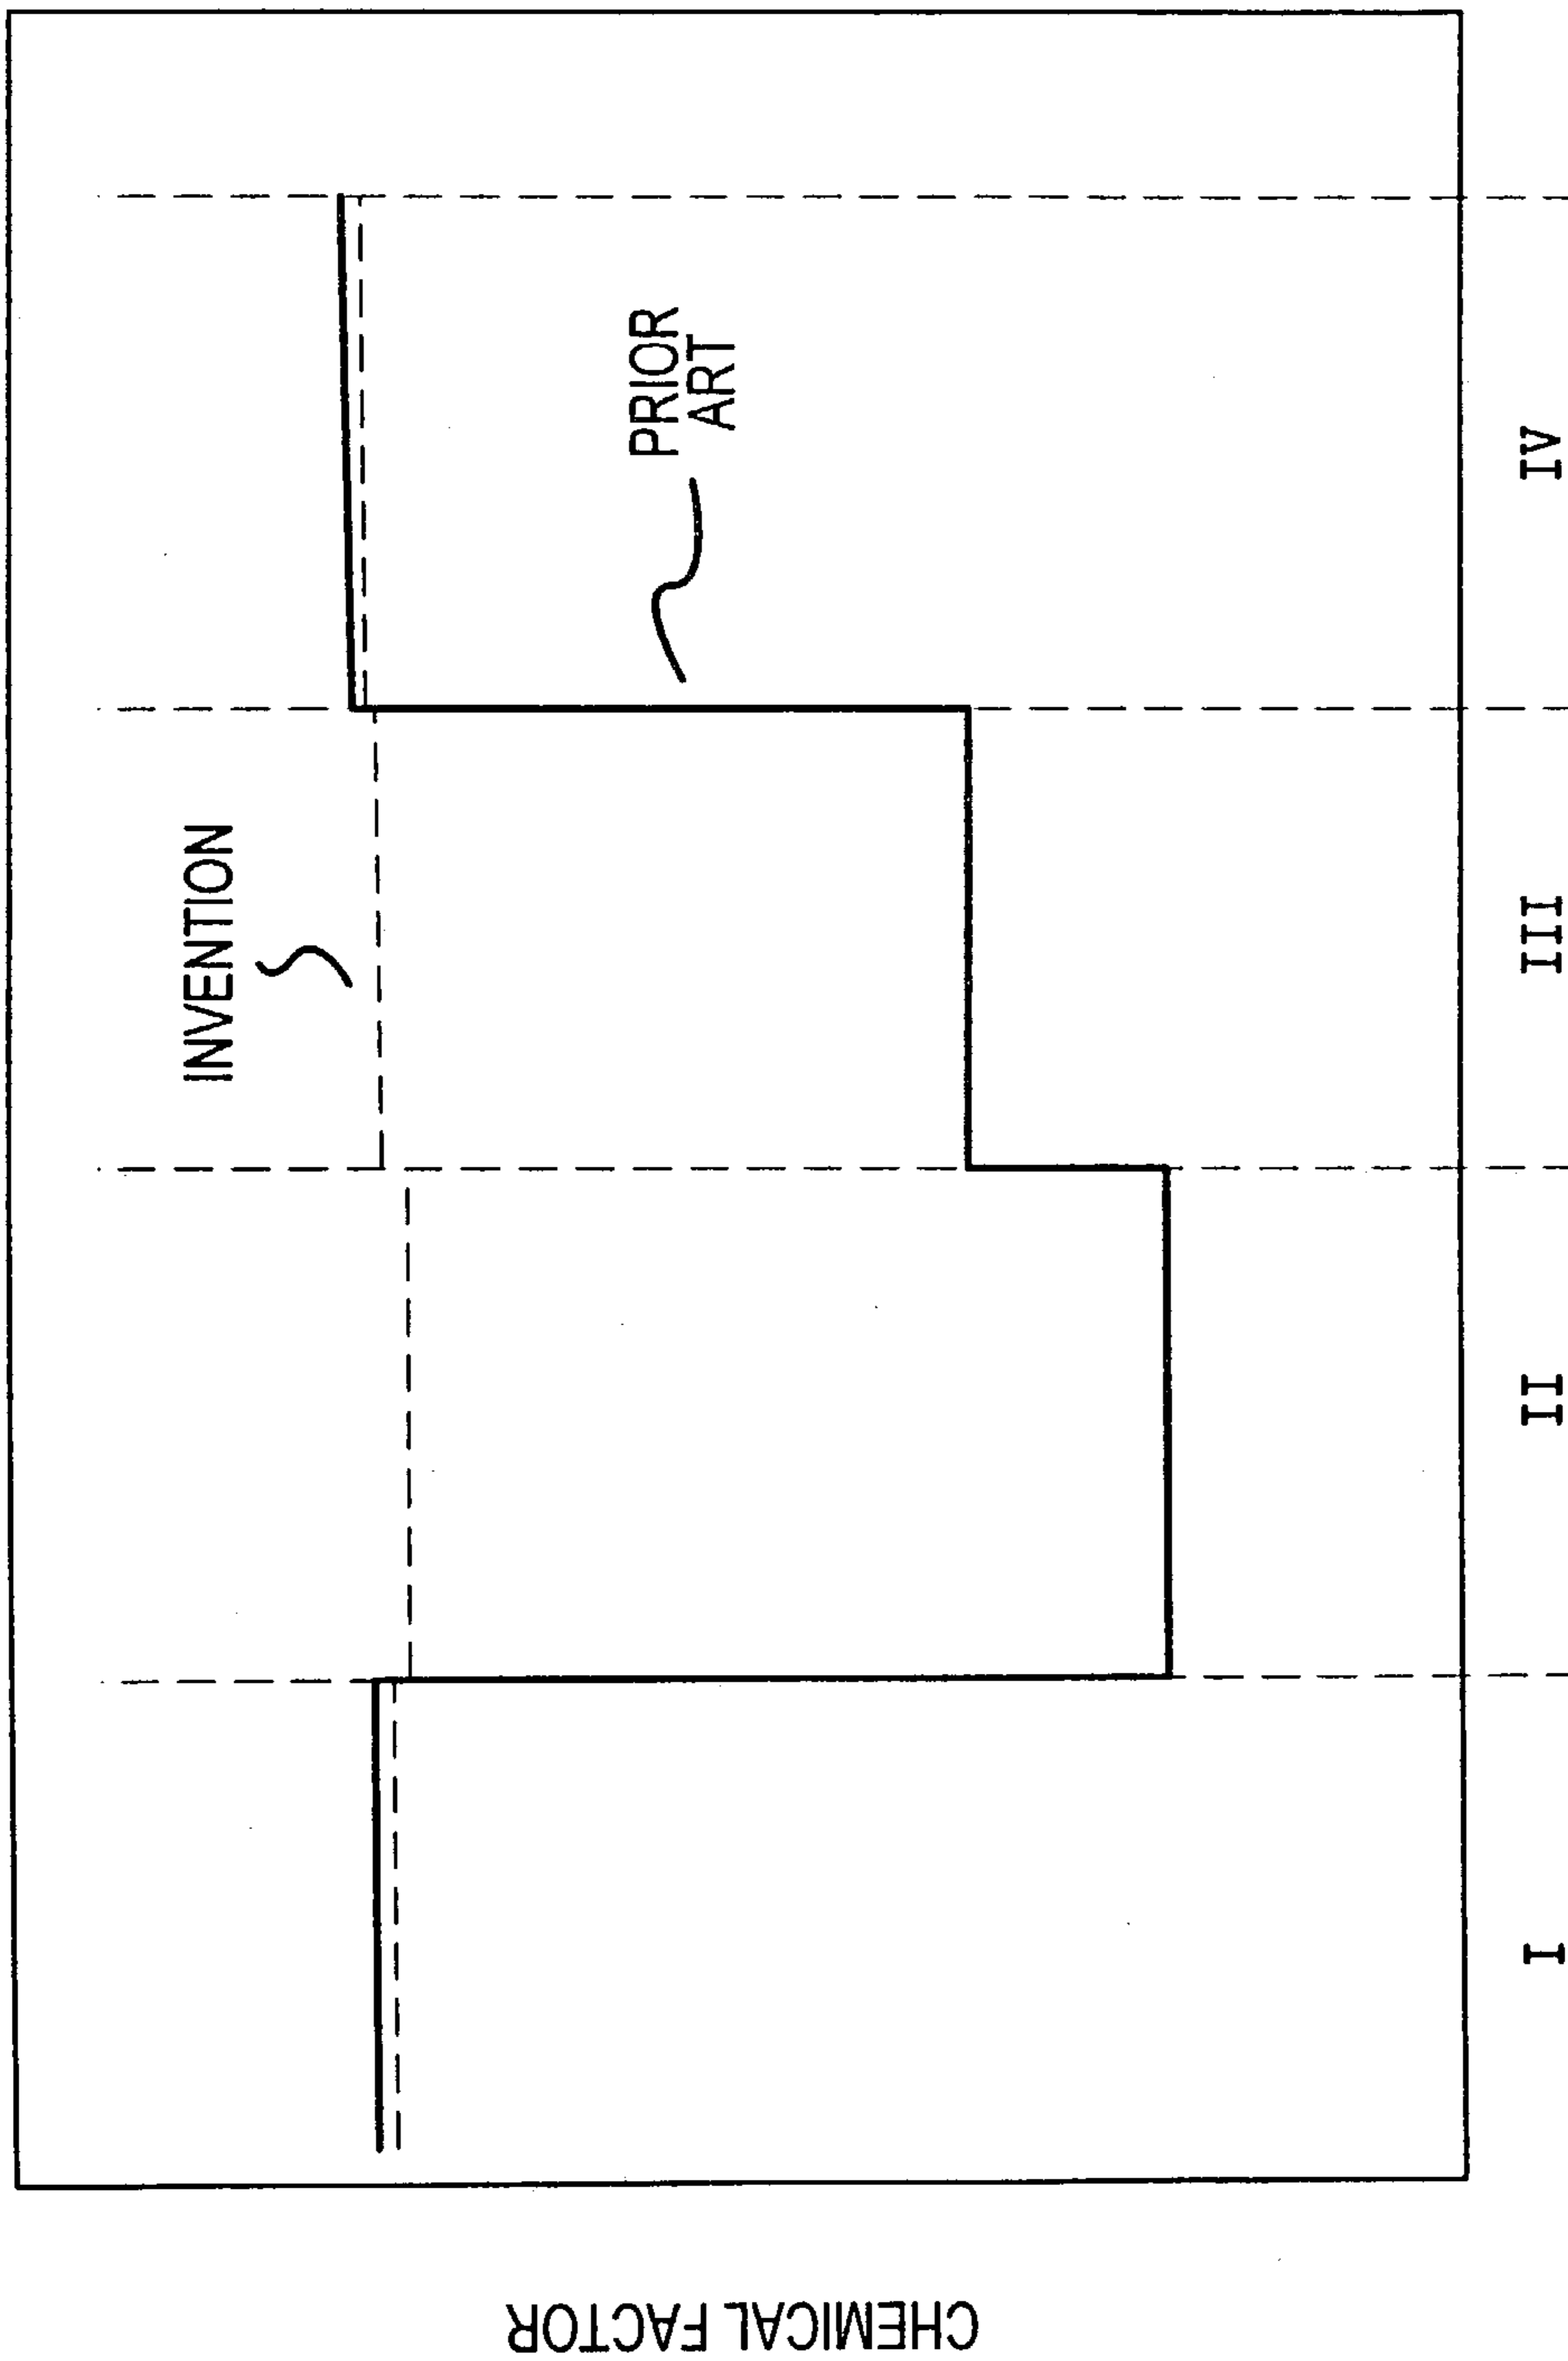 CHEMICAL FACTOR
INVENTION
PRIOR
ART
I
II
III
IV